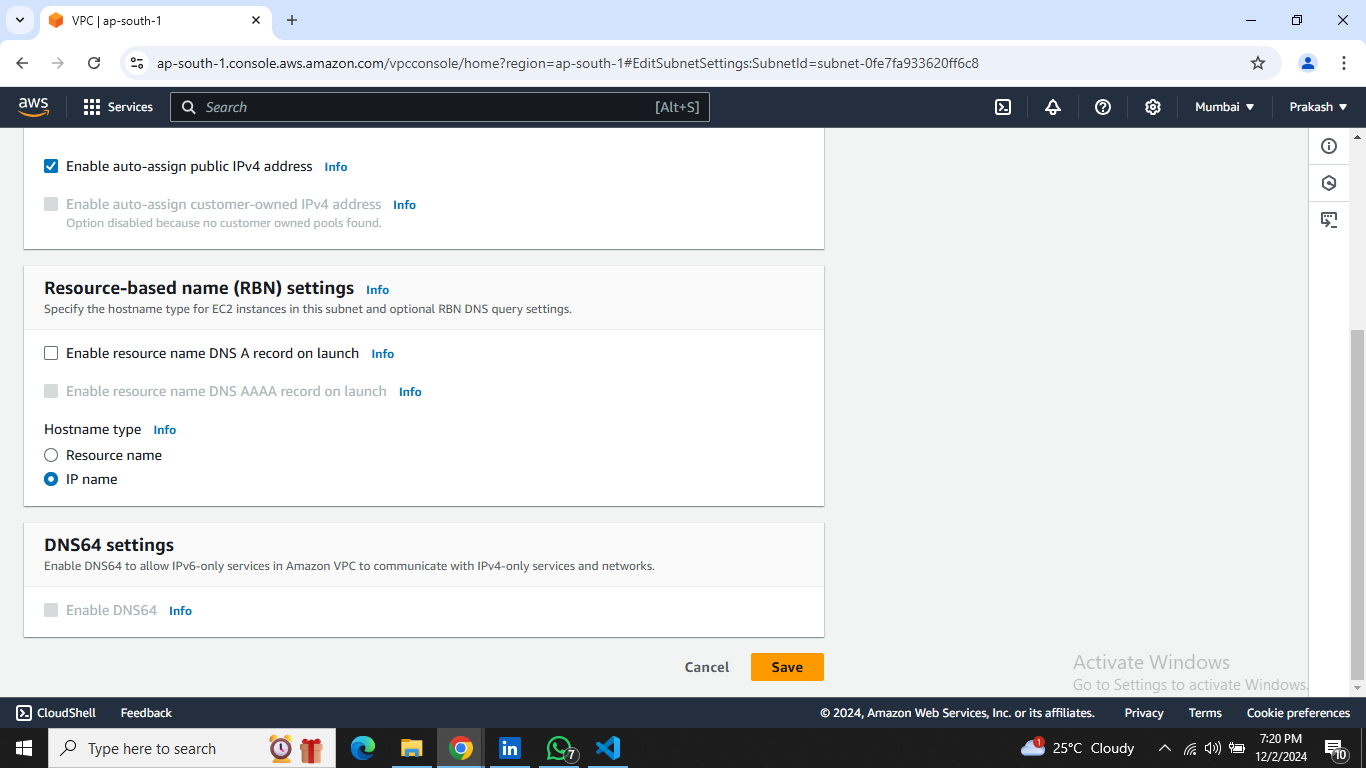 VPC | ap-south-1
ap-south-1.console.aws.amazon.com/vpcconsole/home?region=ap-south-1#EditSubnetSettings:SubnetId=subnet-0fe7fa933620ff6c8
aws Services Search [Alt+S] Mumbai Prakash
Enable auto-assign public IPv4 address Info
Enable auto-assign customer-owned IPv4 address Info
Option disabled because no customer owned pools found.
Resource-based name (RBN) settings Info
Specify the hostname type for EC2 instances in this subnet and optional RBN DNS query settings.
Enable resource name DNS A record on launch Info
Enable resource name DNS AAAA record on launch Info
Hostname type Info
Resource name
IP name
DNS64 settings
Enable DNS64 to allow IPv6-only services in Amazon VPC to communicate with IPv4-only services and networks.
Enable DNS64 Info
Cancel Save
Activate Windows
Go to Settings to activate Windows.
CloudShell Feedback © 2024, Amazon Web Services, Inc. or its affiliates. Privacy Terms Cookie preferences
Type here to search 7 1 25°C Cloudy 7:20 PM 10
12/2/2024